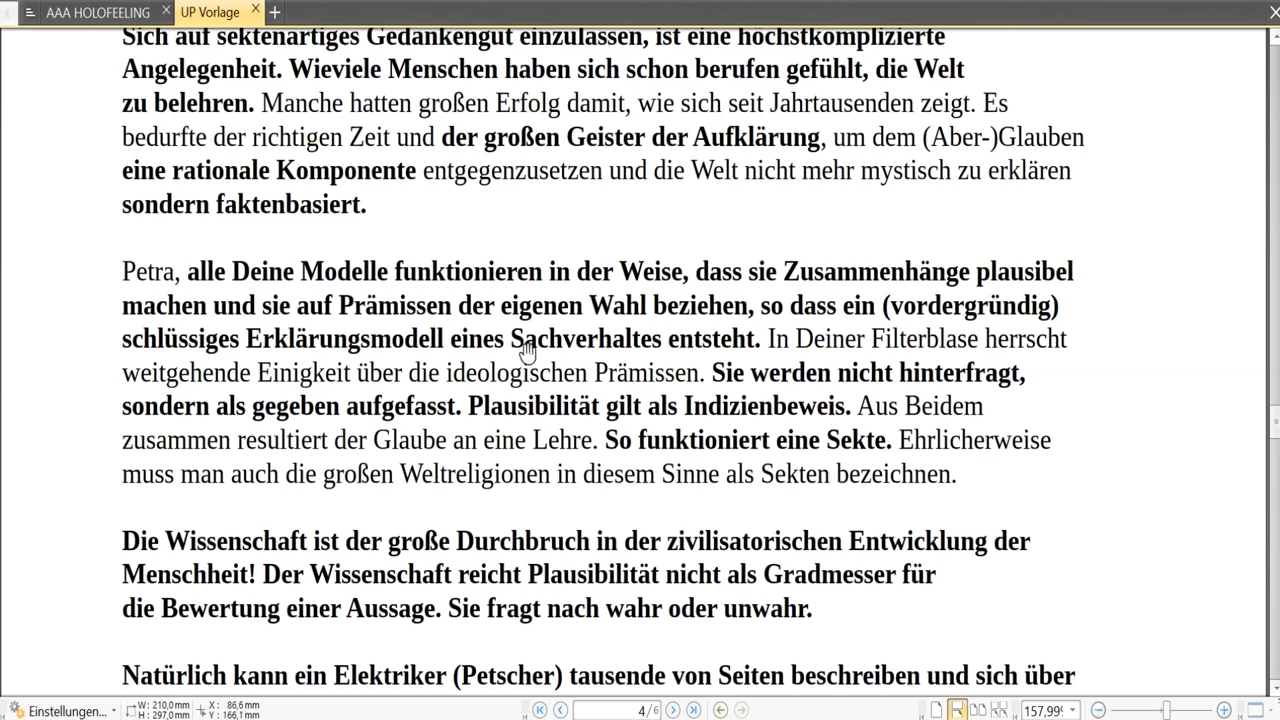 AAA HOLOFEELING
UP Vorlage
Sich auf sektenartiges Gedankengut einzulassen, ist eine höchstkomplizierte
Angelegenheit. Wieviele Menschen haben sich schon berufen gefühlt, die Welt
zu belehren. Manche hatten großen Erfolg damit, wie sich seit Jahrtausenden zeigt. Es
bedurfte der richtigen Zeit und der großen Geister der Aufklärung, um dem (Aber-)Glauben
eine rationale Komponente entgegenzusetzen und die Welt nicht mehr mystisch zu erklären
sondern faktenbasiert.
Petra, alle Deine Modelle funktionieren in der Weise, dass sie Zusammenhänge plausibel
machen und sie auf Prämissen der eigenen Wahl beziehen, so dass ein (vordergründig)
schlüssiges Erklärungsmodell eines Sachverhaltes entsteht. In Deiner Filterblase herrscht
weitgehende Einigkeit über die ideologischen Prämissen. Sie werden nicht hinterfragt,
sondern als gegeben aufgefasst. Plausibilität gilt als Indizienbeweis. Aus Beidem
zusammen resultiert der Glaube an eine Lehre. So funktioniert eine Sekte. Ehrlicherweise
muss man auch die großen Weltreligionen in diesem Sinne als Sekten bezeichnen.
Die Wissenschaft ist der große Durchbruch in der zivilisatorischen Entwicklung der
Menschheit! Der Wissenschaft reicht Plausibilität nicht als Gradmesser für
die Bewertung einer Aussage. Sie fragt nach wahr oder unwahr.
Natürlich kann ein Elektriker (Petscher) tausende von Seiten beschreiben und sich über
Einstellungen...
W: 210,0mm
H: 297,0mm
X: 86,6mm
Y: 166,1mm
4/6
157,99%